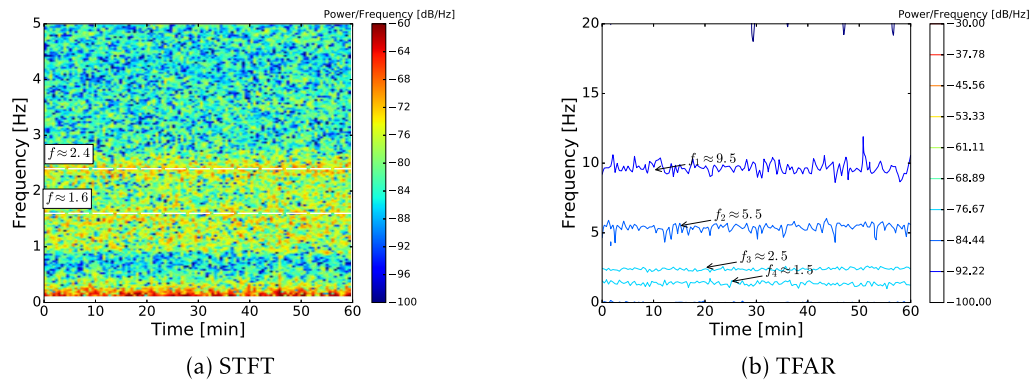 Power/Frequency [dB/Hz]
5
4
3
2
1
0
Frequency [Hz]
f ≈ 2.4
f ≈ 1.6
0 10 20 30 40 50 60
Time [min]
−60
−64
−68
−72
−76
−80
−84
−88
−92
−96
−100
(a) STFT
Power/Frequency [dB/Hz]
20
15
10
5
0
Frequency [Hz]
f₁ ≈ 9.5
f₂ ≈ 5.5
f₃ ≈ 2.5
f₄ ≈ 1.5
0 10 20 30 40 50 60
Time [min]
−30.00
−37.78
−45.56
−53.33
−61.11
−68.89
−76.67
−84.44
−92.22
−100.00
(b) TFAR